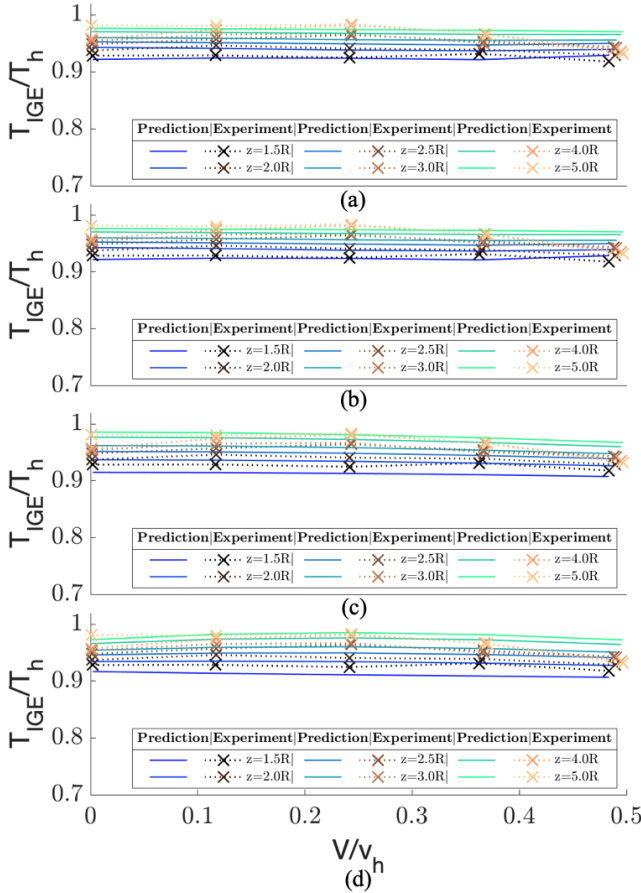 1
0.9
0.8
0.7
T_IGE/T_h
Prediction|Experiment|Prediction|Experiment|Prediction|Experiment
z=1.5R| z=2.5R| z=4.0R
z=2.0R| z=3.0R| z=5.0R
(a)
1
0.9
0.8
0.7
T_IGE/T_h
Prediction|Experiment|Prediction|Experiment|Prediction|Experiment
z=1.5R| z=2.5R| z=4.0R
z=2.0R| z=3.0R| z=5.0R
(b)
1
0.9
0.8
0.7
T_IGE/T_h
Prediction|Experiment|Prediction|Experiment|Prediction|Experiment
z=1.5R| z=2.5R| z=4.0R
z=2.0R| z=3.0R| z=5.0R
(c)
1
0.9
0.8
0.7
T_IGE/T_h
Prediction|Experiment|Prediction|Experiment|Prediction|Experiment
z=1.5R| z=2.5R| z=4.0R
z=2.0R| z=3.0R| z=5.0R
0 0.1 0.2 0.3 0.4 0.5
V/v_h
(d)